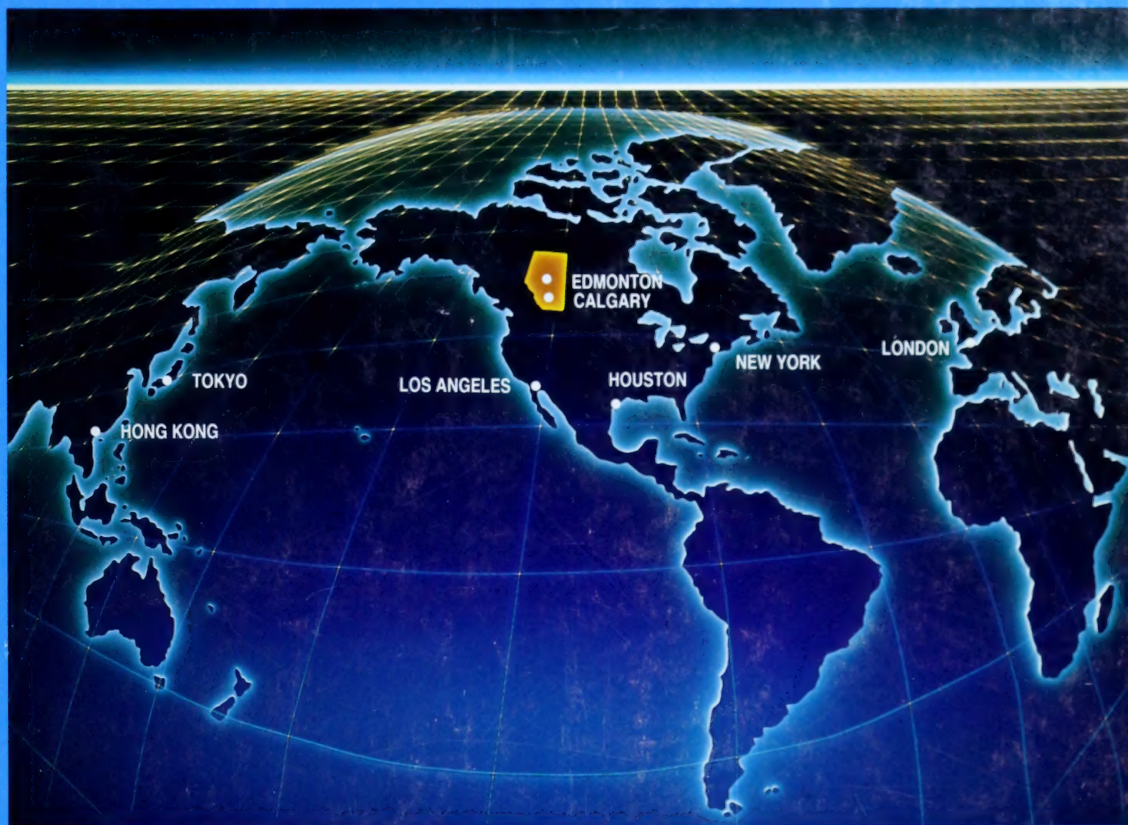 EDMONTON
CALGARY
LONDON
NEW YORK
TOKYO
LOS ANGELES
HOUSTON
HONG KONG